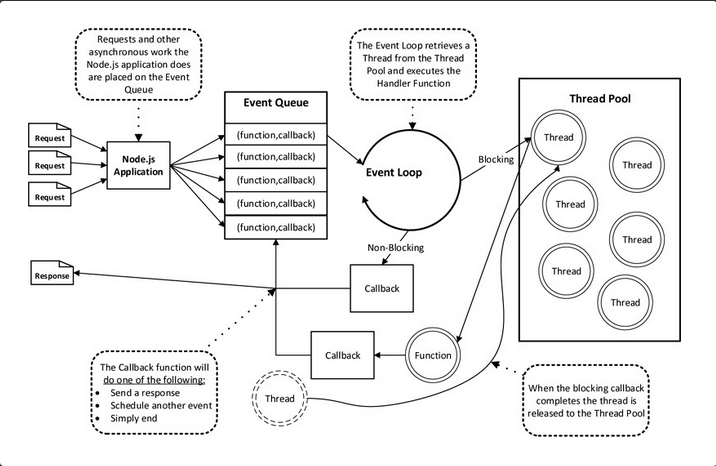 Requests and other
asynchronous work the
Node.js application does
are placed on the Event
Queue
The Event Loop retrieves a
Thread from the Thread
Pool and executes the
Handler Function
Event Queue
Thread Pool
Request
Request
Request
Node.js
Application
(function,callback)
(function,callback)
(function,callback)
(function,callback)
(function,callback)
Event Loop
Blocking
Non-Blocking
Thread
Thread
Thread
Thread
Thread
Thread
Response
Callback
Callback
Function
Thread
The Callback function will
do one of the following:
• Send a response
• Schedule another event
• Simply end
When the blocking callback
completes the thread is
released to the Thread Pool